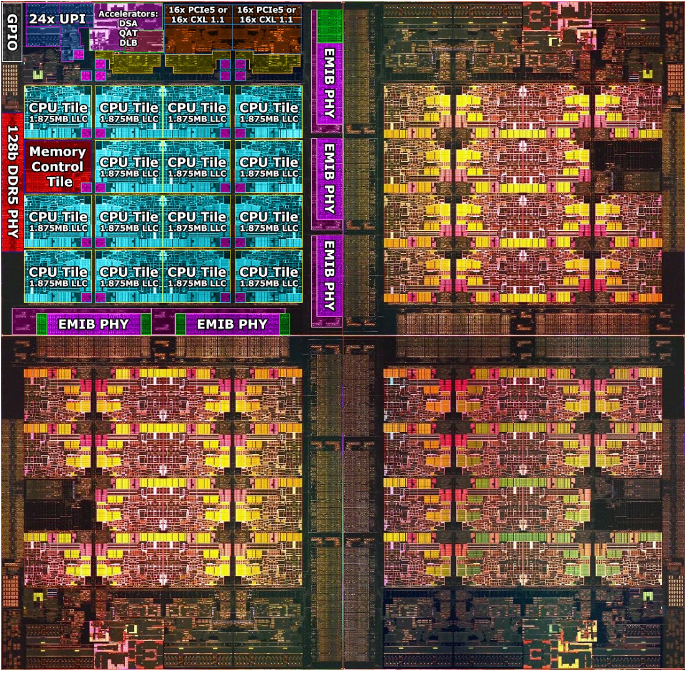 GPIO
24x UPI
Accelerators:
DSA
QAT
DLB
16x PCIe5 or
16x CXL 1.1
16x PCIe5 or
16x CXL 1.1
EMIB PHY
128b DDR5 PHY
CPU Tile
1.875MB LLC
CPU Tile
1.875MB LLC
CPU Tile
1.875MB LLC
CPU Tile
1.875MB LLC
Memory
Control
Tile
CPU Tile
1.875MB LLC
CPU Tile
1.875MB LLC
CPU Tile
1.875MB LLC
EMIB PHY
CPU Tile
1.875MB LLC
CPU Tile
1.875MB LLC
CPU Tile
1.875MB LLC
CPU Tile
1.875MB LLC
EMIB PHY
CPU Tile
1.875MB LLC
CPU Tile
1.875MB LLC
CPU Tile
1.875MB LLC
CPU Tile
1.875MB LLC
EMIB PHY
EMIB PHY